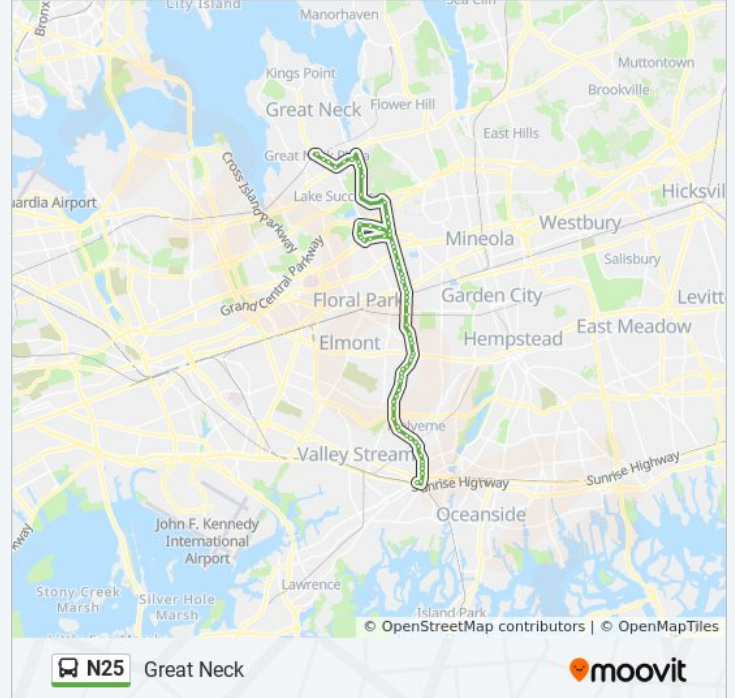 City Island
Manorhaven
Sea Cliff
Bronx
Muttontown
Kings Point
Brookville
Great Neck
Flower Hill
East Hills
Great Neck Plaza
Cross Island Parkway
Lake Succ
Hicksvil
uardia Airport
Westbury
Mineola
Salisbury
Grand Central Parkway
Garden City
Levitt
Floral Park
East Meadow
Hempstead
Elmont
Malverne
Valley Stream
Sunrise Highway
Sunrise Highway
Oceanside
John F. Kennedy
International
Airport
kway
Lawrence
Stony Creek
Marsh
Silver Hole
Marsh
Island Park
© OpenStreetMap contributors | © OpenMapTiles
N25 Great Neck
moovit